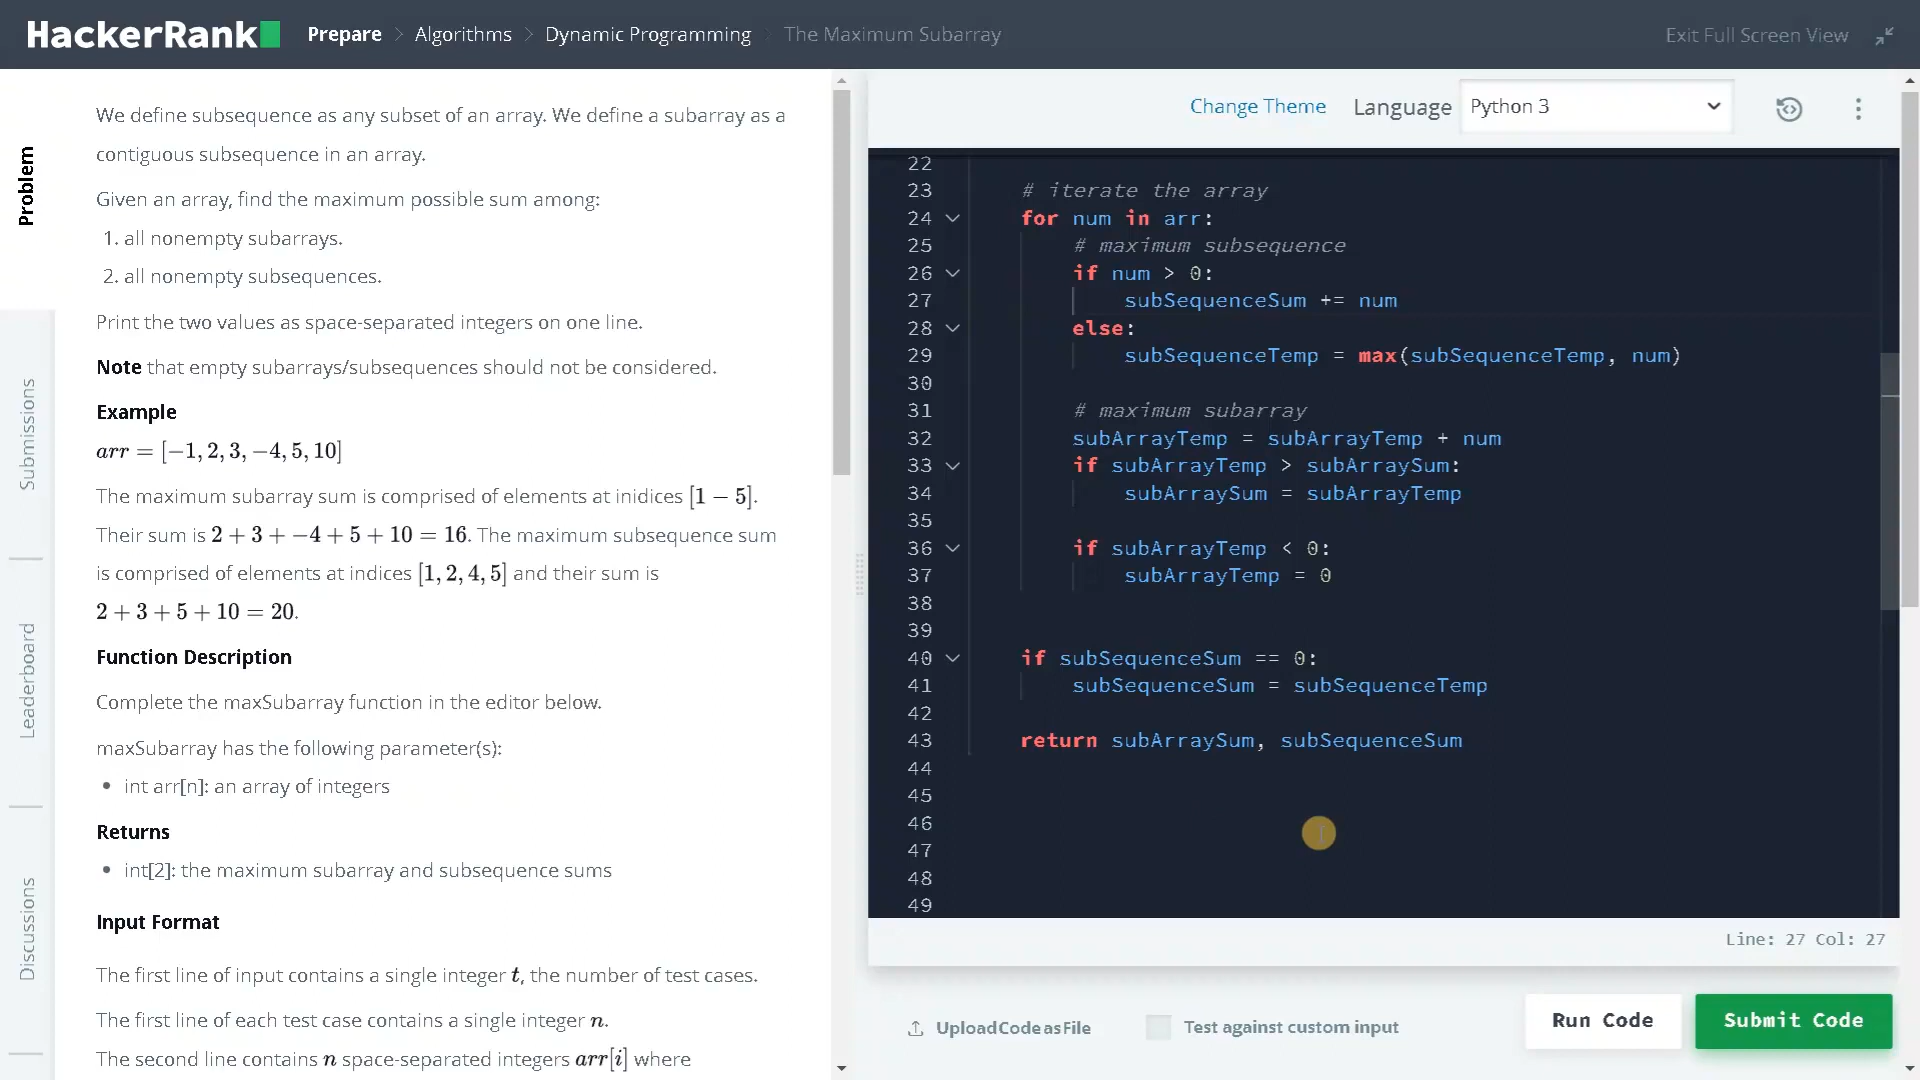 HackerRank Prepare > Algorithms > Dynamic Programming > The Maximum Subarray Exit Full Screen View
Problem
Submissions
Leaderboard
Discussions
We define subsequence as any subset of an array. We define a subarray as a
contiguous subsequence in an array.
Given an array, find the maximum possible sum among:
1. all nonempty subarrays.
2. all nonempty subsequences.
Print the two values as space-separated integers on one line.
Note that empty subarrays/subsequences should not be considered.
Example
arr = [−1, 2, 3, −4, 5, 10]
The maximum subarray sum is comprised of elements at inidices [1 − 5].
Their sum is 2 + 3 + −4 + 5 + 10 = 16. The maximum subsequence sum
is comprised of elements at indices [1, 2, 4, 5] and their sum is
2 + 3 + 5 + 10 = 20.
Function Description
Complete the maxSubarray function in the editor below.
maxSubarray has the following parameter(s):
• int arr[n]: an array of integers
Returns
• int[2]: the maximum subarray and subsequence sums
Input Format
The first line of input contains a single integer t, the number of test cases.
The first line of each test case contains a single integer n.
The second line contains n space-separated integers arr[i] where
Change Theme Language Python 3
22
23 # iterate the array
24 for num in arr:
25 # maximum subsequence
26 if num > 0:
27 subSequenceSum += num
28 else:
29 subSequenceTemp = max(subSequenceTemp, num)
30
31 # maximum subarray
32 subArrayTemp = subArrayTemp + num
33 if subArrayTemp > subArraySum:
34 subArraySum = subArrayTemp
35
36 if subArrayTemp < 0:
37 subArrayTemp = 0
38
39
40 if subSequenceSum == 0:
41 subSequenceSum = subSequenceTemp
42
43 return subArraySum, subSequenceSum
44
45
46
47
48
49
Line: 27 Col: 27
Upload Code as File Test against custom input Run Code Submit Code